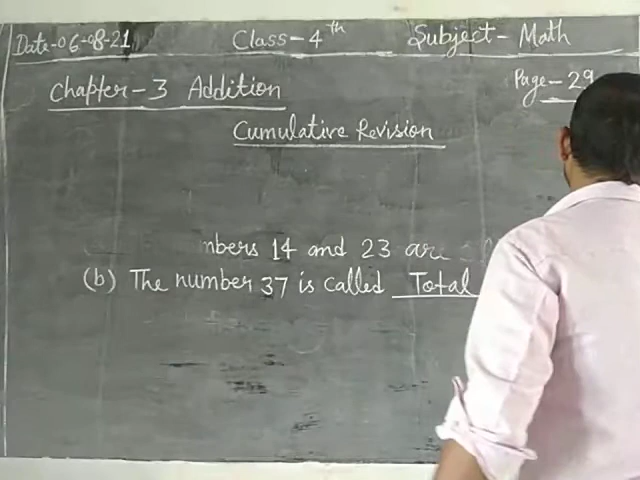 Date-06-08-21 Class-4th Subject- Math
Chapter-3 Addition Page-29
Cumulative Revision
mbers 14 and 23 are
(b) The number 37 is called Total